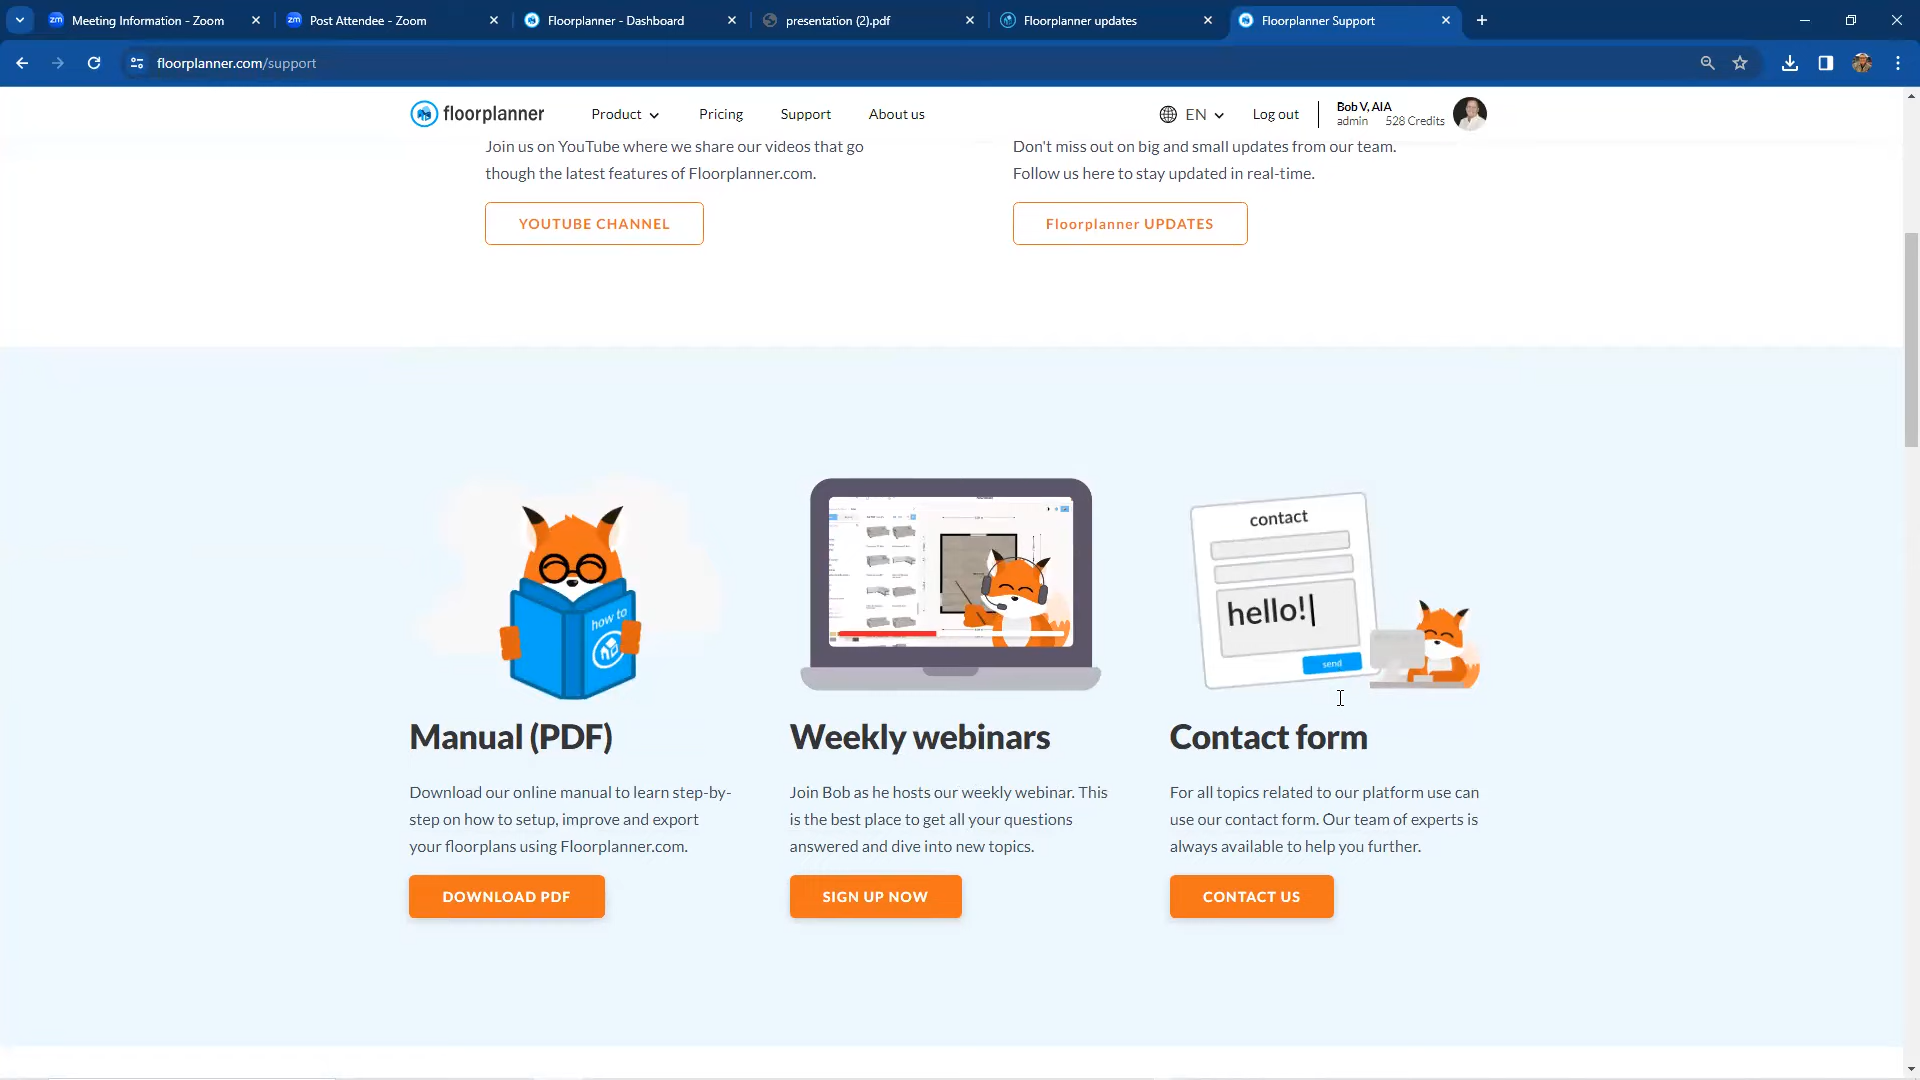 Meeting Information - Zoom
Post Attendee - Zoom
Floorplanner - Dashboard
presentation (2).pdf
Floorplanner updates
Floorplanner Support
floorplanner.com/support
floorplanner
Product
Pricing
Support
About us
EN
Log out
Bob V, AIA
admin 528 Credits
Join us on YouTube where we share our videos that go
though the latest features of Floorplanner.com.
YOUTUBE CHANNEL
Don't miss out on big and small updates from our team.
Follow us here to stay updated in real-time.
Floorplanner UPDATES
how to
contact
hello!
send
Manual (PDF)
Download our online manual to learn step-by-
step on how to setup, improve and export
your floorplans using Floorplanner.com.
DOWNLOAD PDF
Weekly webinars
Join Bob as he hosts our weekly webinar. This
is the best place to get all your questions
answered and dive into new topics.
SIGN UP NOW
Contact form
For all topics related to our platform use can
use our contact form. Our team of experts is
always available to help you further.
CONTACT US